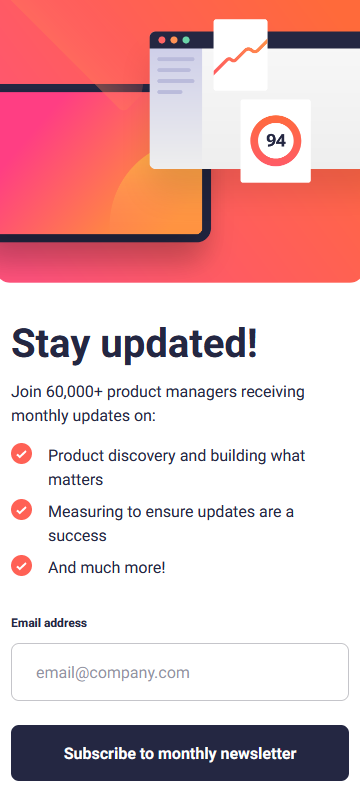 94
Stay updated!
Join 60,000+ product managers receiving
monthly updates on:
Product discovery and building what
matters
Measuring to ensure updates are a
success
And much more!
Email address
email@company.com
Subscribe to monthly newsletter